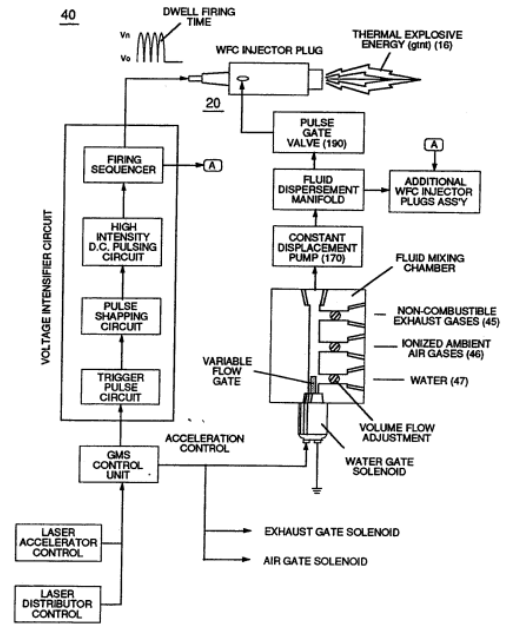 40
DWELL FIRING
TIME
Vn
Vo
WFC INJECTOR PLUG
THERMAL EXPLOSIVE
ENERGY (gtnt) (16)
20
PULSE
GATE
VALVE (190)
FIRING
SEQUENCER
A
A
FLUID
DISPERSEMENT
MANIFOLD
ADDITIONAL
WFC INJECTOR
PLUGS ASS'Y
HIGH
INTENSITY
D.C. PULSING
CIRCUIT
CONSTANT
DISPLACEMENT
PUMP (170)
VOLTAGE INTENSIFIER CIRCUIT
FLUID MIXING
CHAMBER
PULSE
SHAPPING
CIRCUIT
NON-COMBUSTIBLE
EXHAUST GASES (45)
IONIZED AMBIENT
AIR GASES (46)
VARIABLE
FLOW
GATE
WATER (47)
TRIGGER
PULSE
CIRCUIT
VOLUME FLOW
ADJUSTMENT
GMS
CONTROL
UNIT
ACCELERATION
CONTROL
WATER GATE
SOLENOID
EXHAUST GATE SOLENOID
LASER
ACCELERATOR
CONTROL
AIR GATE SOLENOID
LASER
DISTRIBUTOR
CONTROL